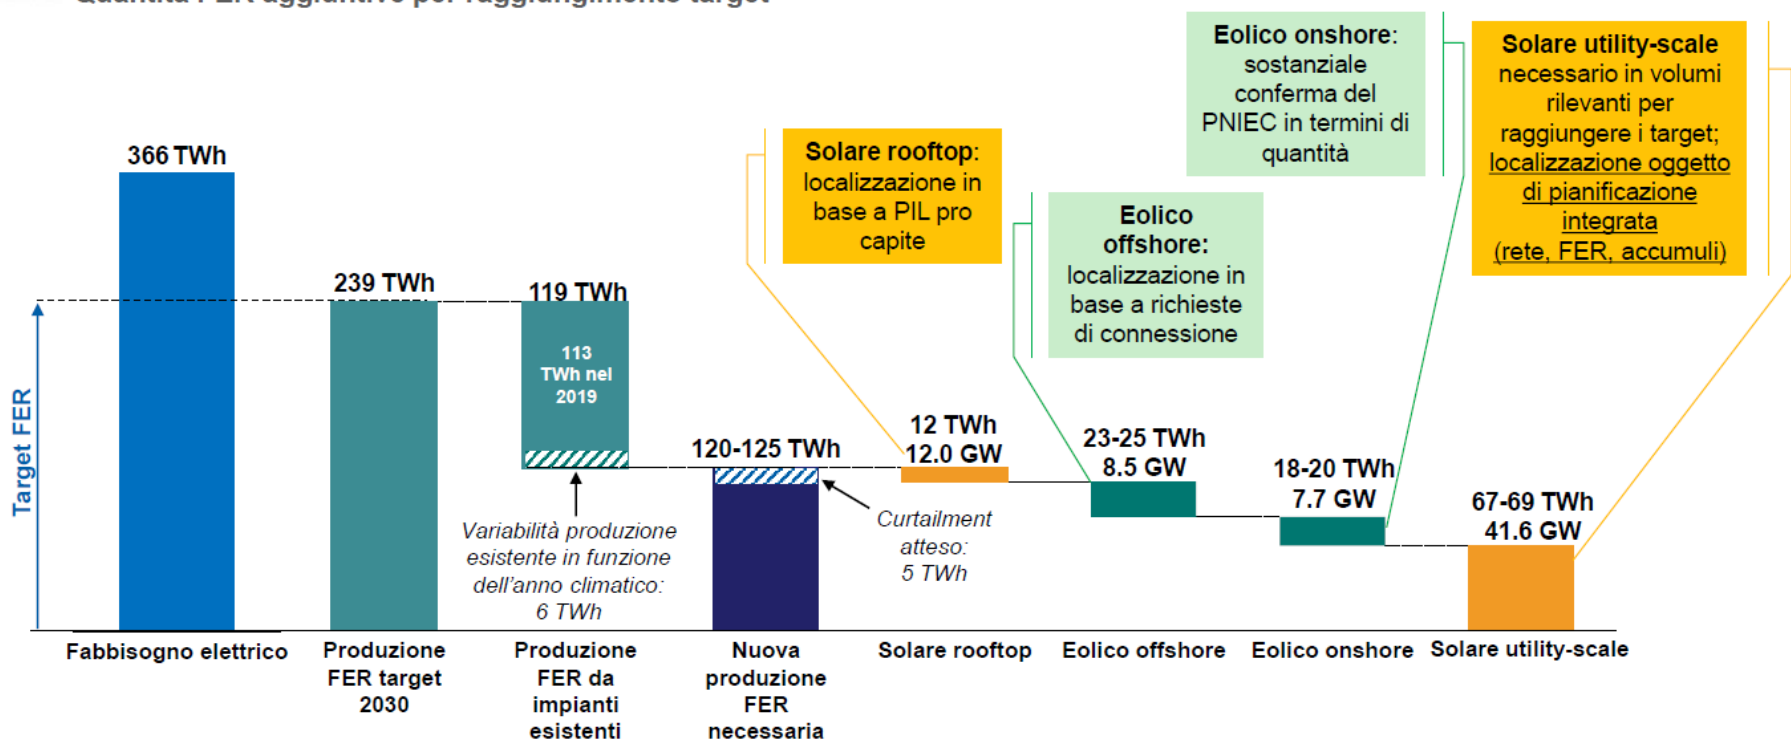 Quantità FER aggiuntive per raggiungimento target
Eolico onshore:
sostanziale
conferma del
PNIEC in termini di
quantità
Solare utility-scale
necessario in volumi
rilevanti per
raggiungere i target;
localizzazione oggetto
di pianificazione
integrata
(rete, FER, accumuli)
Solare rooftop:
localizzazione in
base a PIL pro
capite
Eolico
offshore:
localizzazione in
base a richieste
di connessione
366 TWh
239 TWh
119 TWh
113
TWh nel
2019
Target FER
120-125 TWh
12 TWh
12.0 GW
23-25 TWh
8.5 GW
18-20 TWh
7.7 GW
67-69 TWh
41.6 GW
Variabilità produzione
esistente in funzione
dell'anno climatico:
6 TWh
Curtailment
atteso:
5 TWh
Fabbisogno elettrico
Produzione
FER target
2030
Produzione
FER da
impianti
esistenti
Nuova
produzione
FER
necessaria
Solare rooftop
Eolico offshore
Eolico onshore
Solare utility-scale